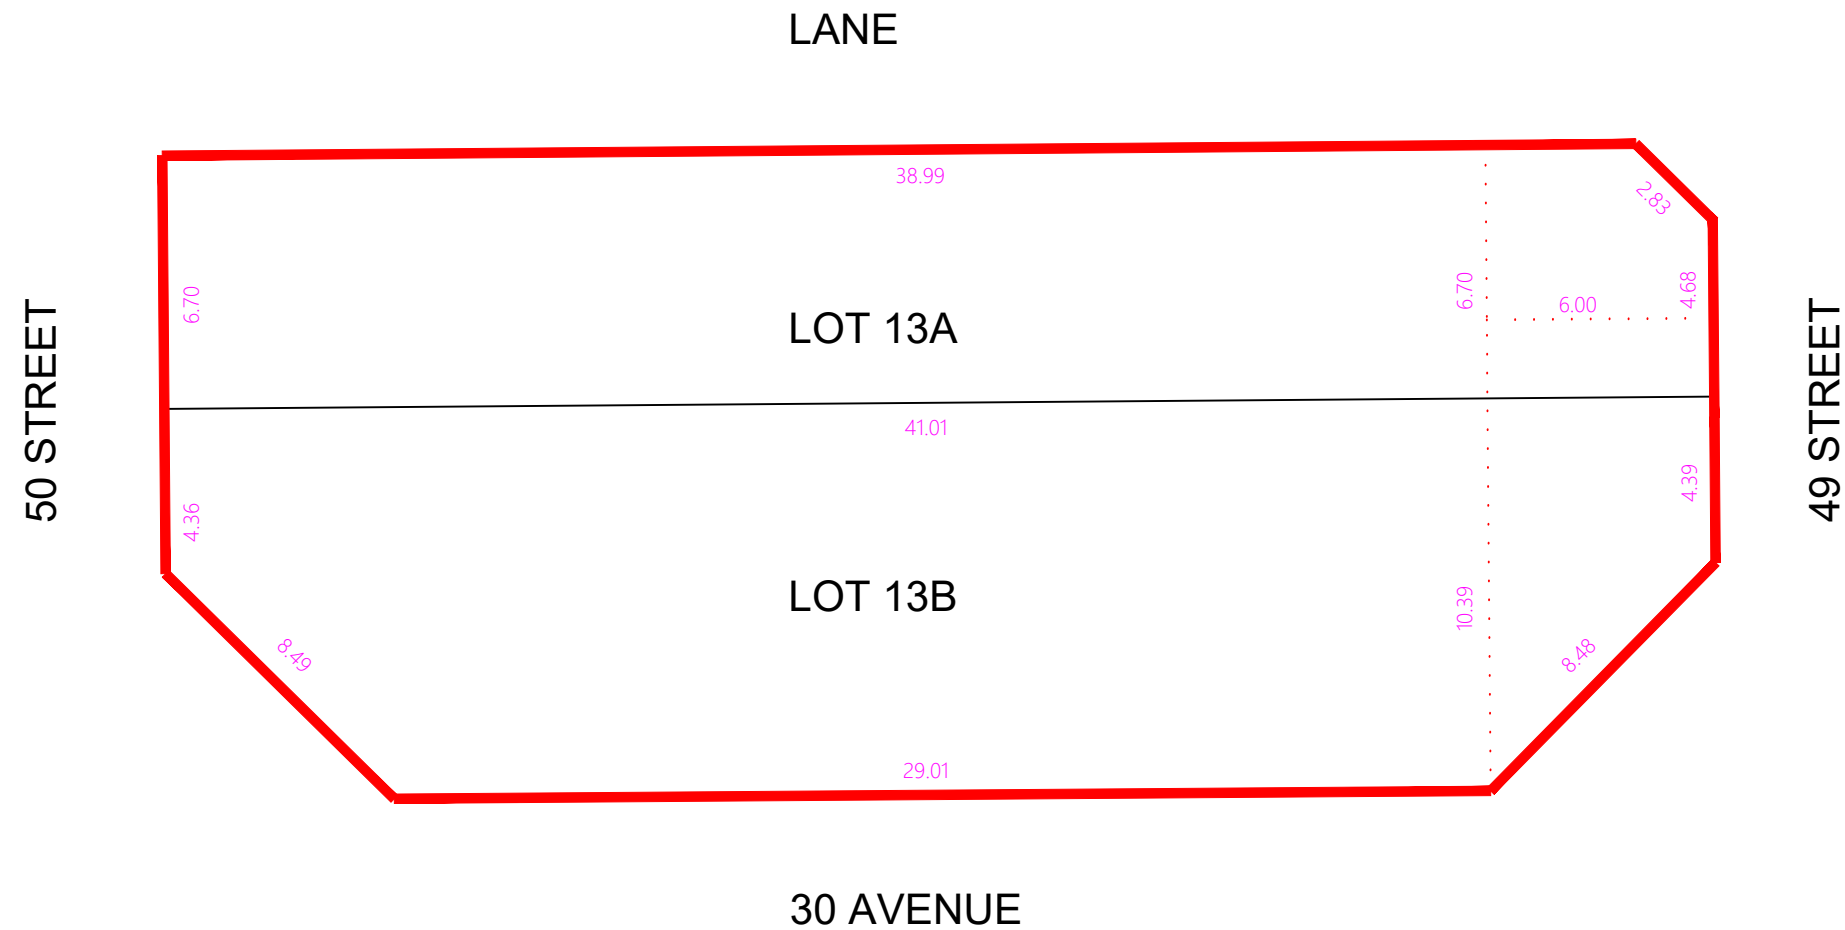 LANE
38.99
2.83
6.70
6.70
4.68
6.00
LOT 13A
50 STREET
49 STREET
41.01
4.36
4.39
LOT 13B
10.39
8.49
8.48
29.01
30 AVENUE